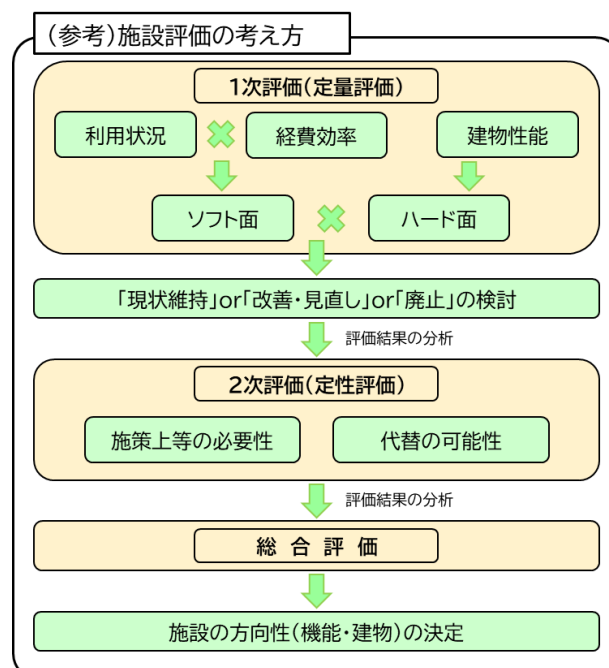 (参考)施設評価の考え方
1次評価(定量評価)
利用状況
経費効率
建物性能
ソフト面
ハード面
「現状維持」or「改善・見直し」or「廃止」の検討
評価結果の分析
2次評価(定性評価)
施策上等の必要性
代替の可能性
評価結果の分析
総 合 評 価
施設の方向性(機能・建物)の決定